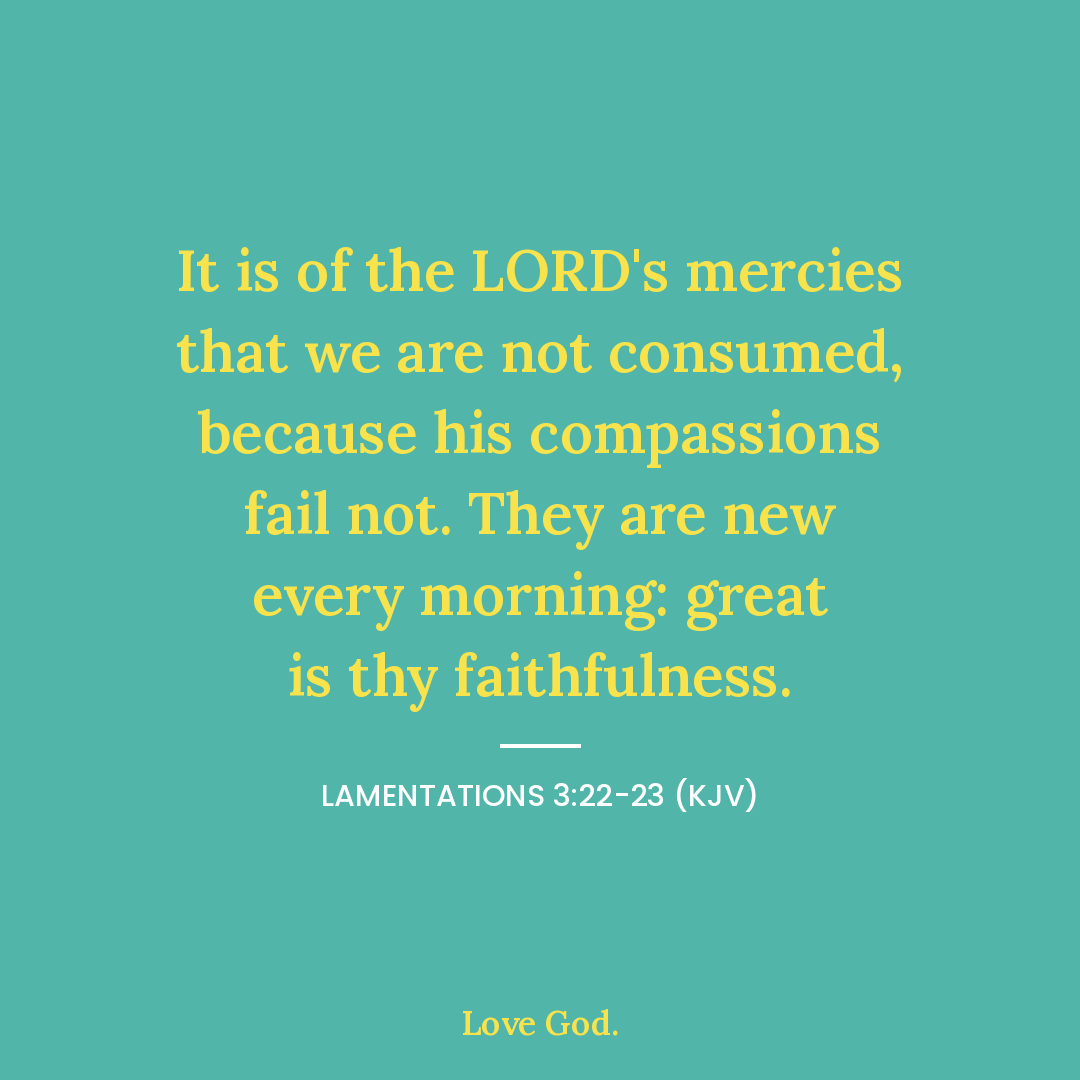 It is of the LORD's mercies
that we are not consumed,
because his compassions
fail not. They are new
every morning: great
is thy faithfulness.
LAMENTATIONS 3:22-23 (KJV)
Love God.